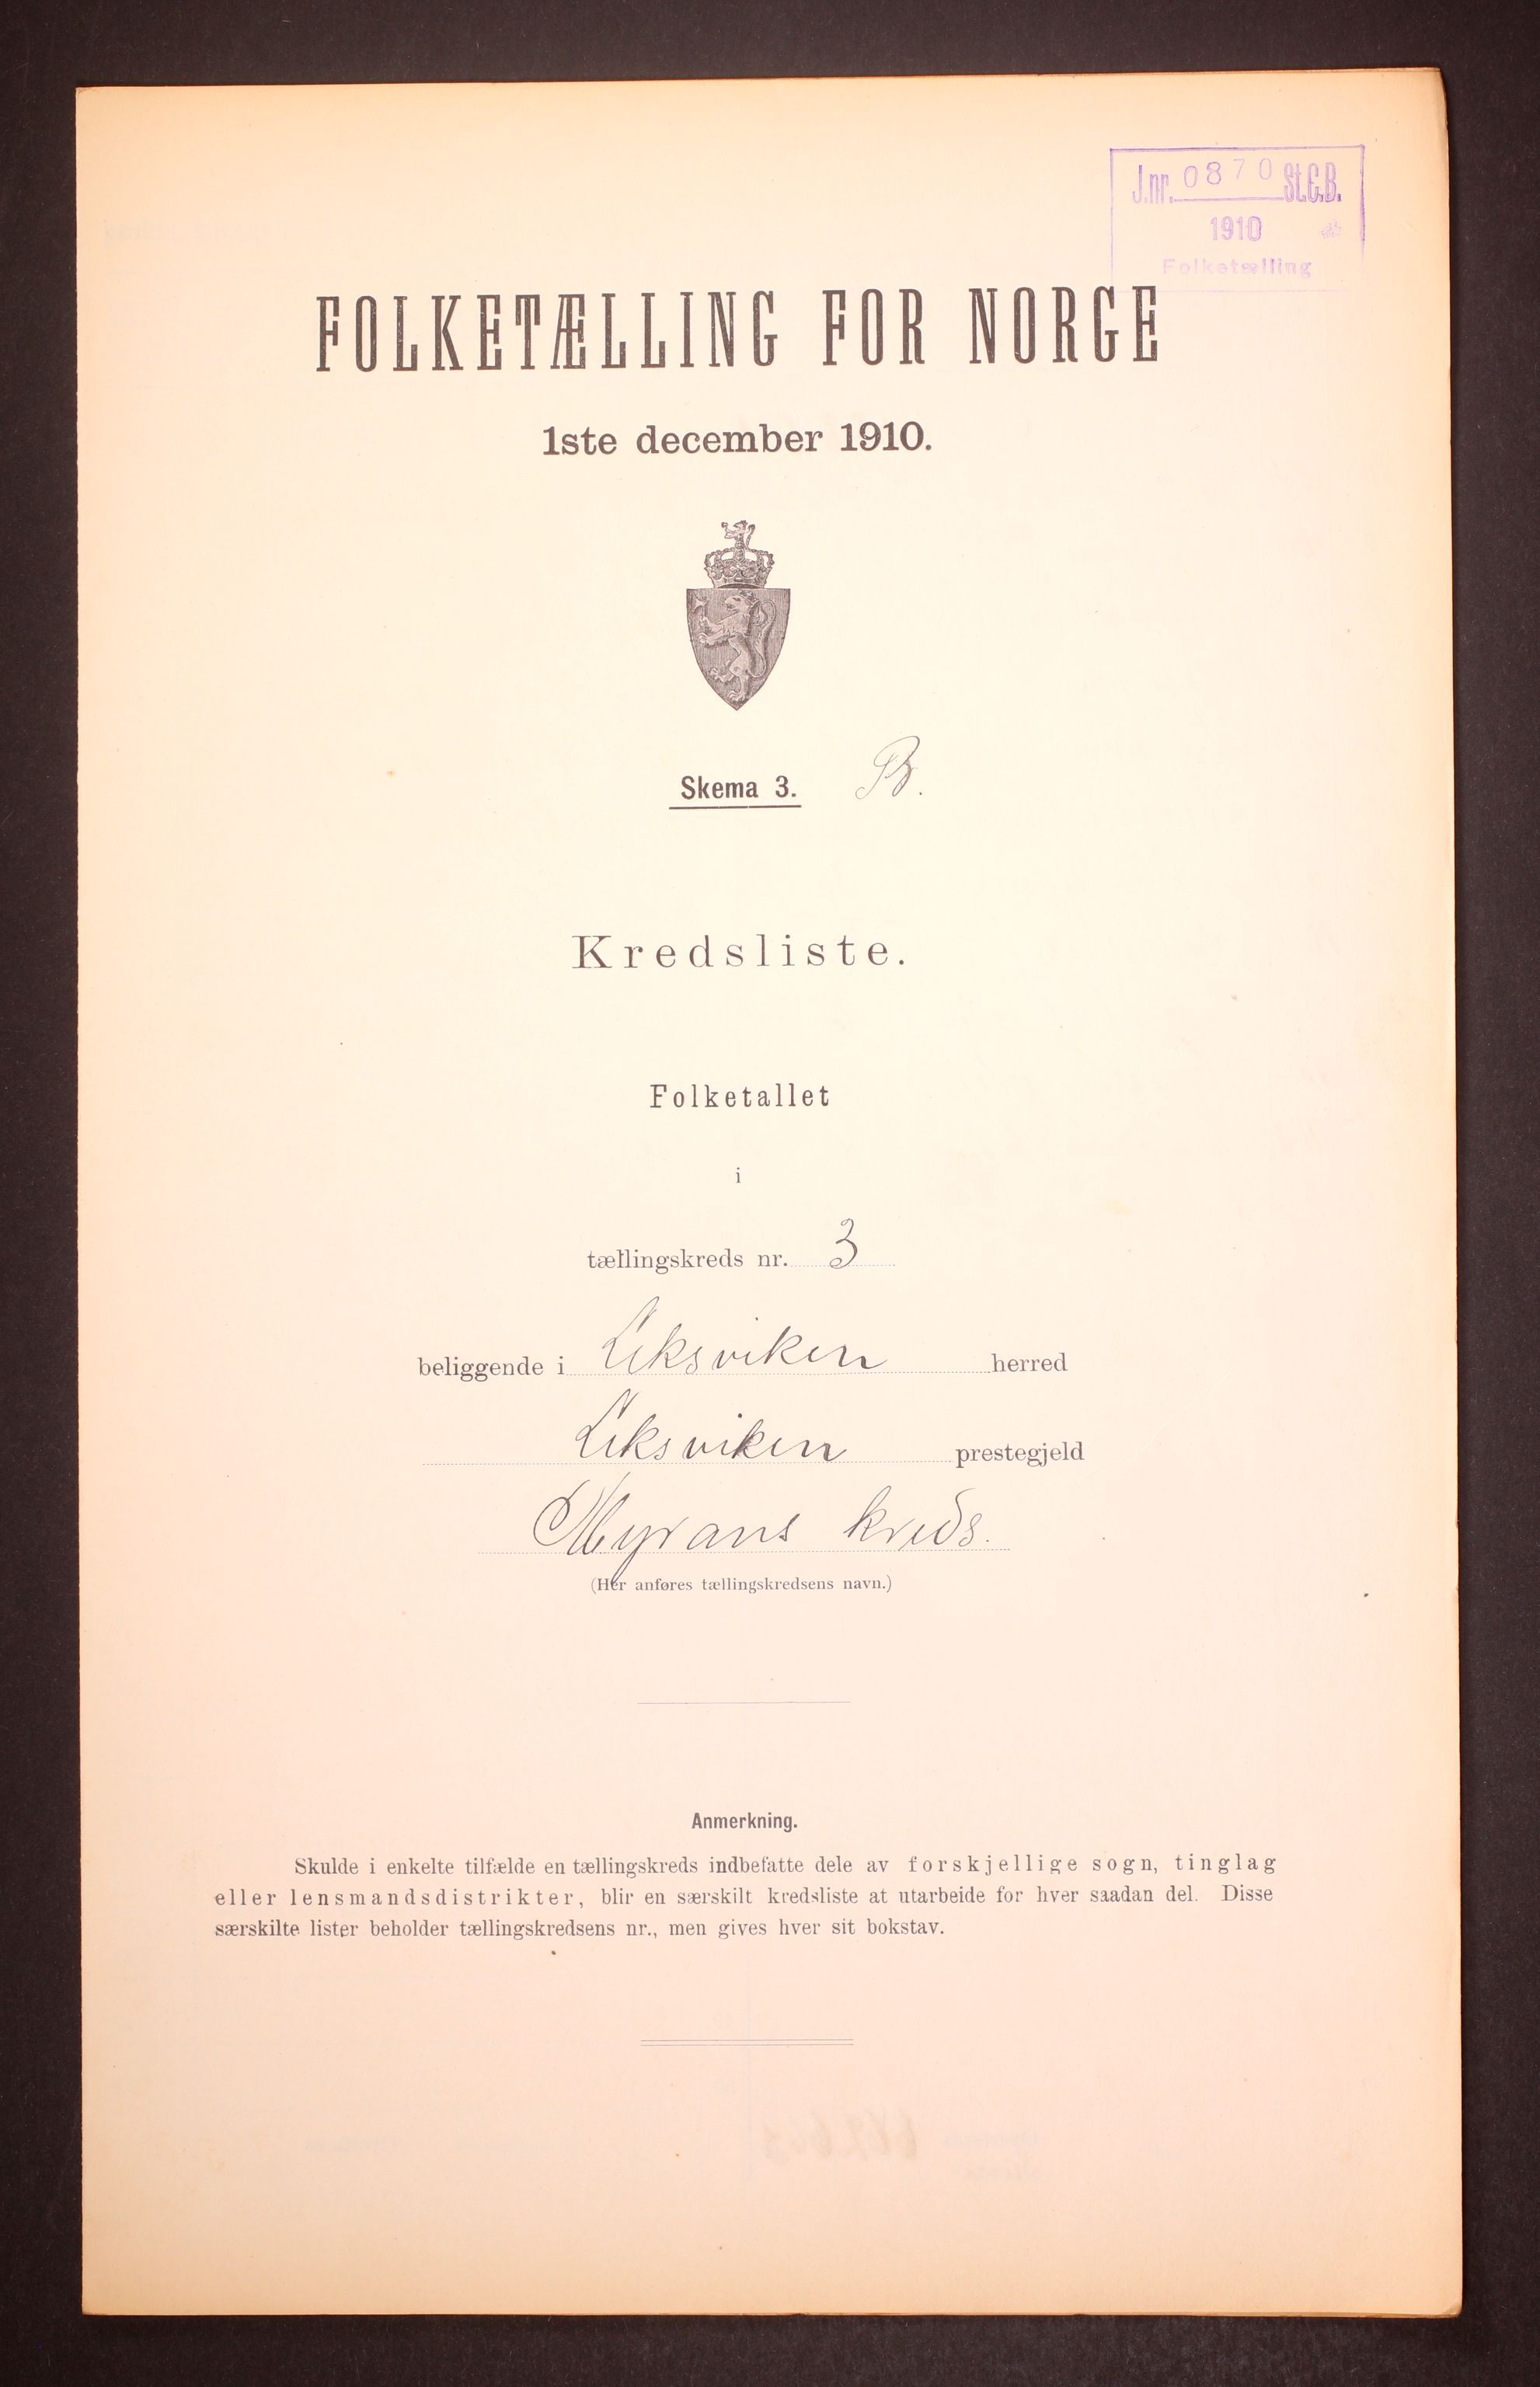 J.nr. 0870 St.C.B.
1910
Folketælling
FOLKETÆLLING FOR NORGE
1ste december 1910.
Skema 3. B.
Kredsliste.
Folketallet
i
tællingskreds nr. 3
beliggende i Leksviken herred
Leksviken prestegjeld
Myrans kreds.
(Her anføres tællingskredsens navn.)
Anmerkning.
Skulde i enkelte tilfælde en tællingskreds indbefatte dele av forskjellige sogn, tinglag
eller lensmandsdistrikter, blir en særskilt kredsliste at utarbeide for hver saadan del. Disse
særskilte lister beholder tællingskredsens nr., men gives hver sit bokstav.